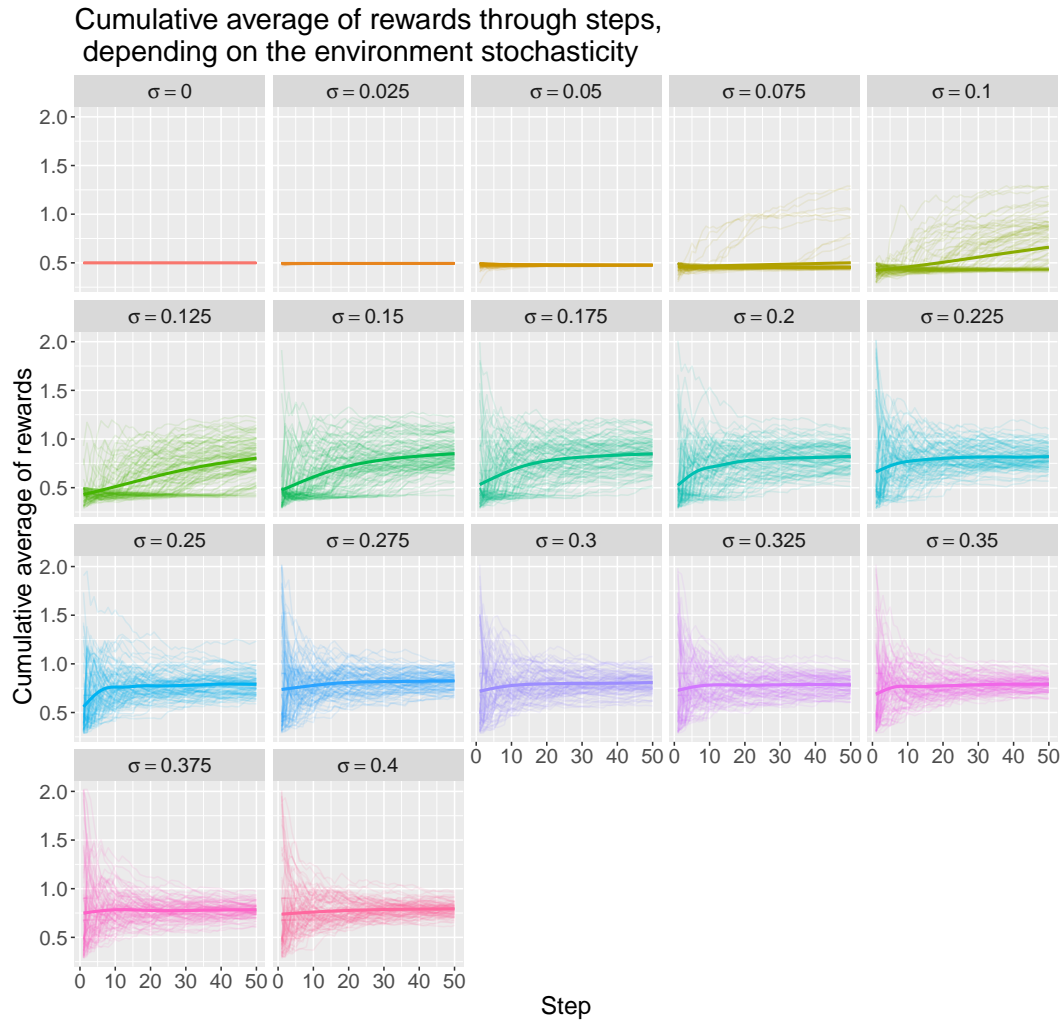 Cumulative average of rewards through steps,
depending on the environment stochasticity
σ = 0
σ = 0.025
σ = 0.05
σ = 0.075
σ = 0.1
2.0
1.5
1.0
0.5
σ = 0.125
σ = 0.15
σ = 0.175
σ = 0.2
σ = 0.225
2.0
1.5
1.0
0.5
Cumulative average of rewards
σ = 0.25
σ = 0.275
σ = 0.3
σ = 0.325
σ = 0.35
2.0
1.5
1.0
0.5
0 10 20 30 40 50
0 10 20 30 40 50
0 10 20 30 40 50
σ = 0.375
σ = 0.4
2.0
1.5
1.0
0.5
0 10 20 30 40 50
0 10 20 30 40 50
Step